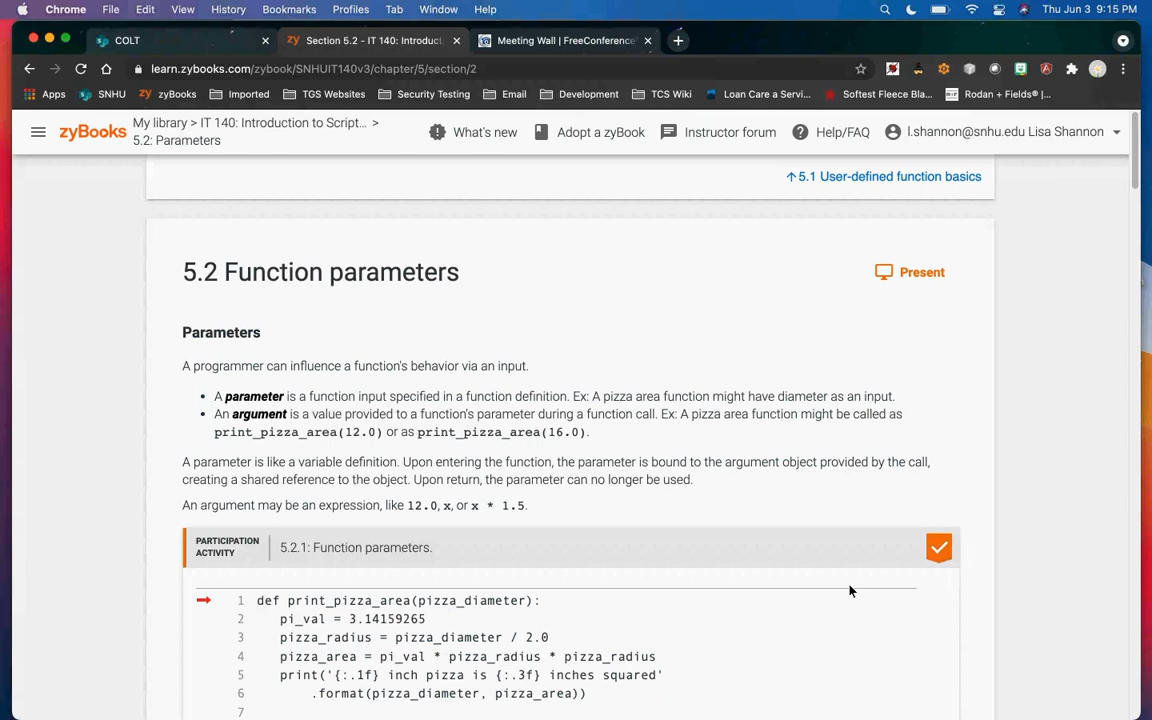 Chrome File Edit View History Bookmarks Profiles Tab Window Help Thu Jun 3 9:15 PM
COLT × zy Section 5.2 - IT 140: Introduct × Meeting Wall | FreeConference × +
learn.zybooks.com/zybook/SNHUIT140v3/chapter/5/section/2
Apps SNHU zy zyBooks Imported TGS Websites Security Testing Email Development TCS Wiki Loan Care a Servi... Softest Fleece Bla... R+F Rodan + Fields® |...
zyBooks My library > IT 140: Introduction to Script... > What's new Adopt a zyBook Instructor forum Help/FAQ l.shannon@snhu.edu Lisa Shannon
5.2: Parameters
↑ 5.1 User-defined function basics
5.2 Function parameters Present
Parameters
A programmer can influence a function's behavior via an input.
• A parameter is a function input specified in a function definition. Ex: A pizza area function might have diameter as an input.
• An argument is a value provided to a function's parameter during a function call. Ex: A pizza area function might be called as
print_pizza_area(12.0) or as print_pizza_area(16.0).
A parameter is like a variable definition. Upon entering the function, the parameter is bound to the argument object provided by the call,
creating a shared reference to the object. Upon return, the parameter can no longer be used.
An argument may be an expression, like 12.0, x, or x * 1.5.
PARTICIPATION
ACTIVITY
5.2.1: Function parameters.
1 def print_pizza_area(pizza_diameter):
2 pi_val = 3.14159265
3 pizza_radius = pizza_diameter / 2.0
4 pizza_area = pi_val * pizza_radius * pizza_radius
5 print('{:.1f} inch pizza is {:.3f} inches squared'
6 .format(pizza_diameter, pizza_area))
7